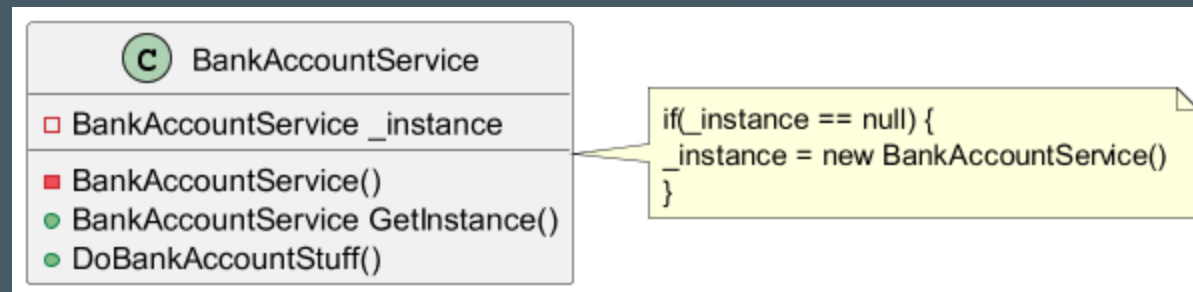 C BankAccountService
BankAccountService _instance
BankAccountService()
BankAccountService GetInstance()
DoBankAccountStuff()
if(_instance == null) {
_instance = new BankAccountService()
}